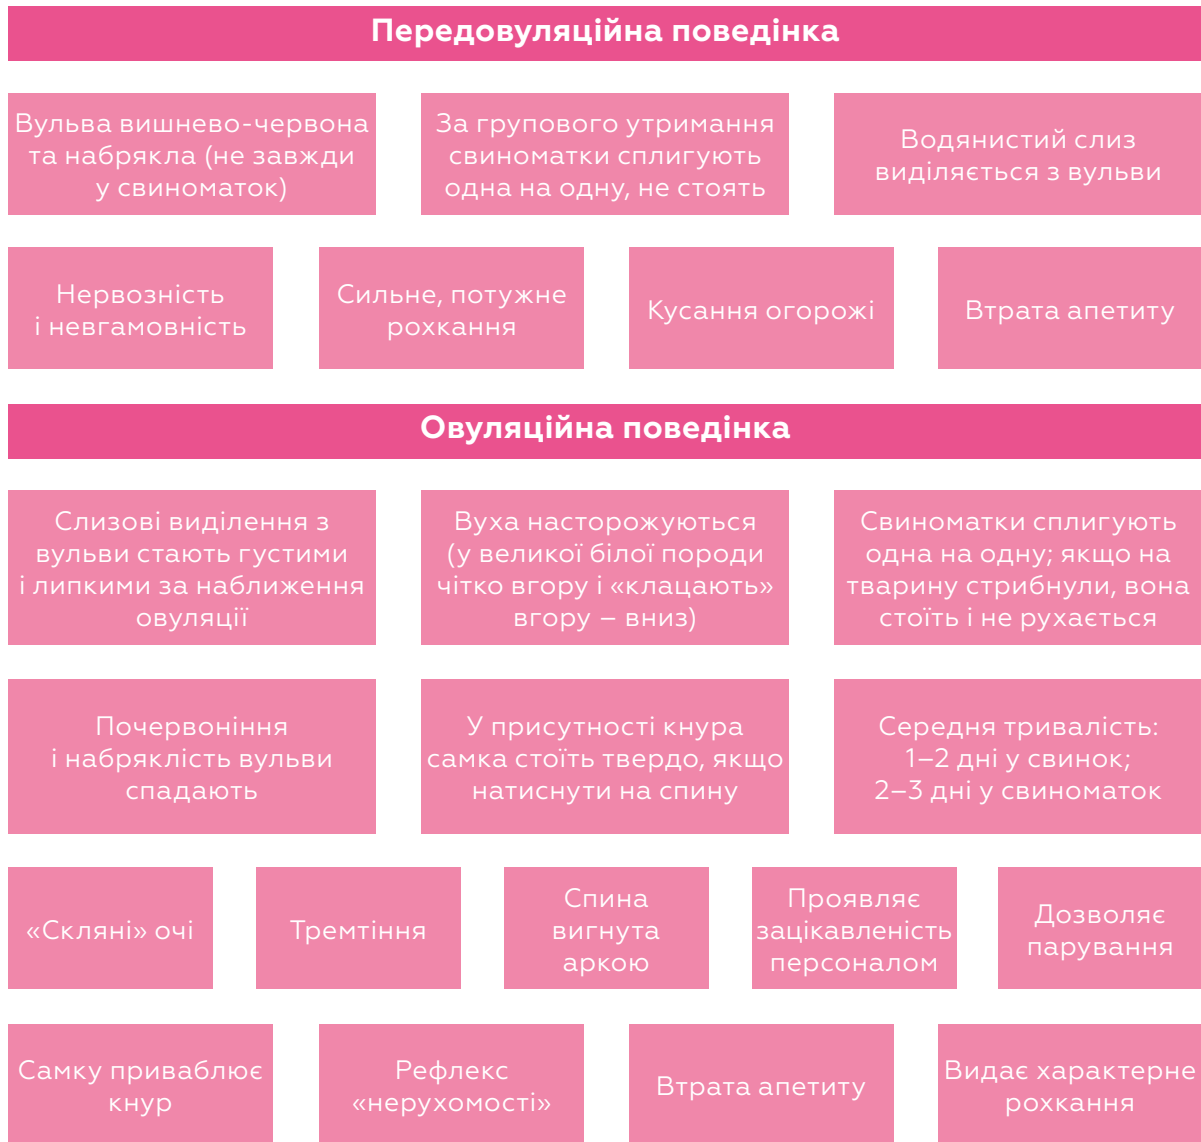 Передовуляційна поведінка
Вульва вишнево-червона
та набрякла (не завжди
у свиноматок)
За групового утримання
свиноматки сплигують
одна на одну, не стоять
Водянистий слиз
виділяється з вульви
Нервозність
і невгамовність
Сильне, потужне
рохкання
Кусання огорожі
Втрата апетиту
Овуляційна поведінка
Слизові виділення з
вульви стають густими
і липкими за наближення
овуляції
Вуха насторожуються
(у великої білої породи
чітко вгору і «клацають»
вгору – вниз)
Свиноматки сплигують
одна на одну; якщо на
тварину стрибнули, вона
стоїть і не рухається
Почервоніння
і набряклість вульви
спадають
У присутності кнура
самка стоїть твердо, якщо
натиснути на спину
Середня тривалість:
1–2 дні у свинок;
2–3 дні у свиноматок
«Скляні» очі
Тремтіння
Спина
вигнута
аркою
Проявляє
зацікавленість
персоналом
Дозволяє
парування
Самку приваблює
кнур
Рефлекс
«нерухомості»
Втрата апетиту
Видає характерне
рохкання